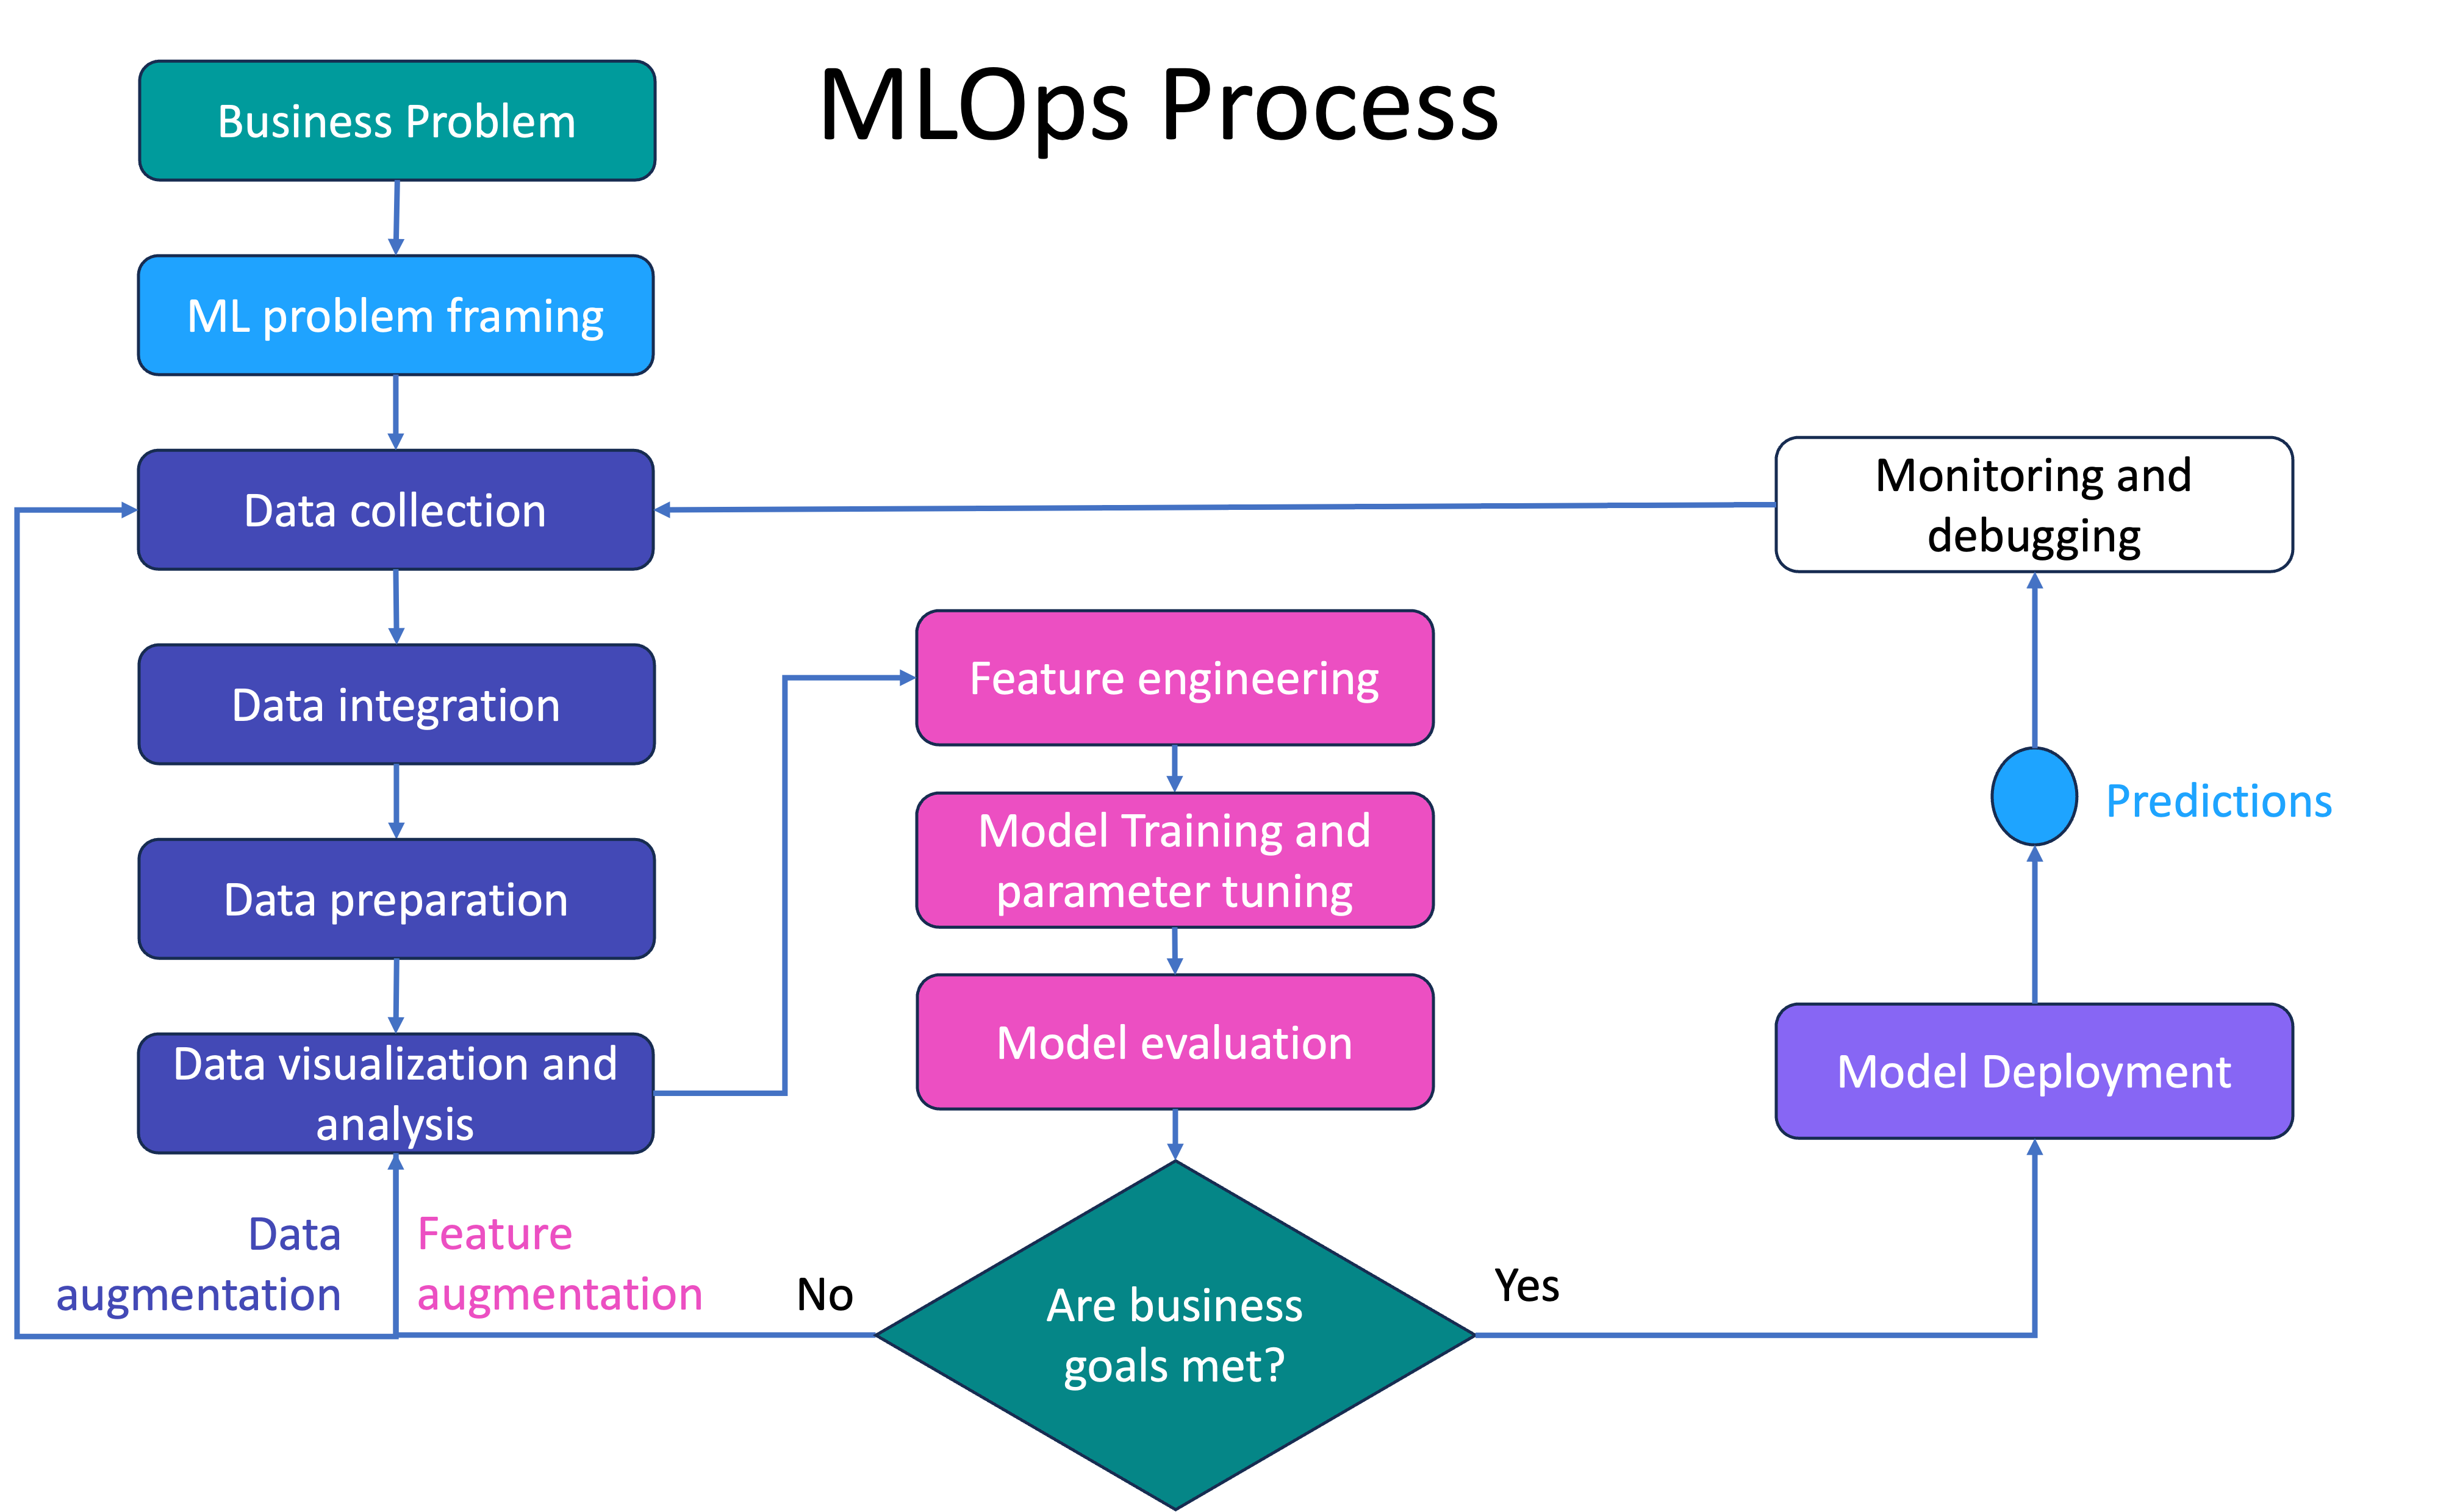 MLOps Process
Business Problem
ML problem framing
Data collection
Data integration
Data preparation
Data visualization and
analysis
Data
augmentation
Feature
augmentation
Feature engineering
Model Training and
parameter tuning
Model evaluation
Are business
goals met?
No
Yes
Model Deployment
Predictions
Monitoring and
debugging